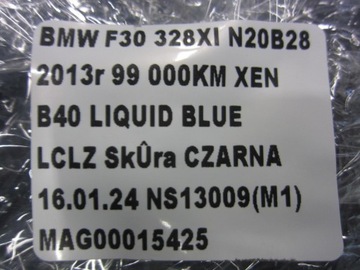 BMW F30 328XI N20B28
2013r 99 000KM XEN
B40 LIQUID BLUE
LCLZ SkÛra CZARNA
16.01.24 NS13009(M1)
MAG00015425